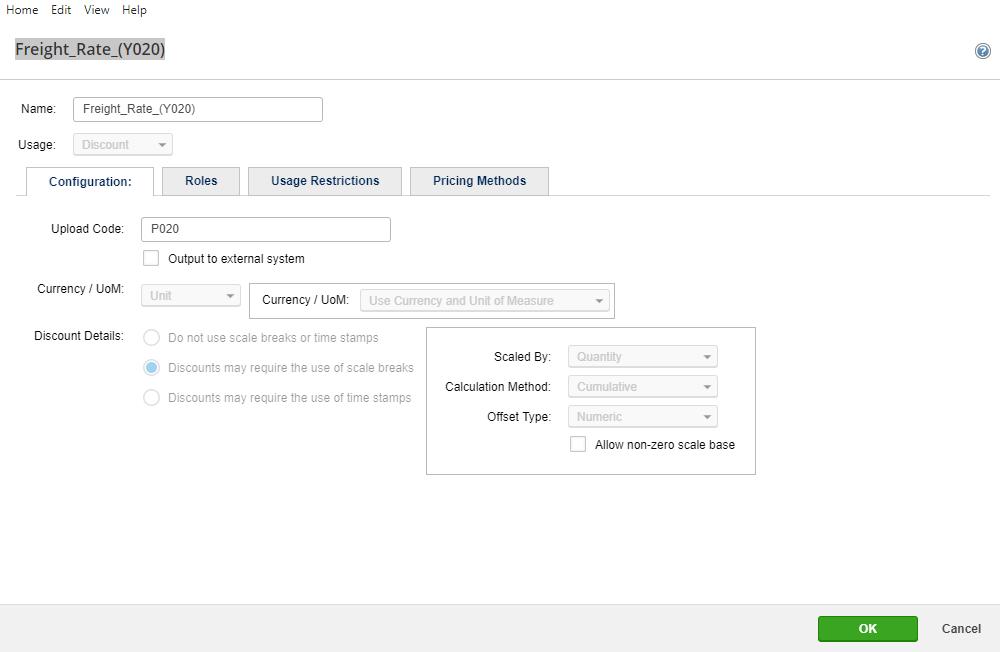 Home Edit View Help
Freight_Rate_(Y020)
Name: Freight_Rate_(Y020)
Usage: Discount
Configuration: Roles Usage Restrictions Pricing Methods
Upload Code: P020
Output to external system
Currency / UoM: Unit Currency / UoM: Use Currency and Unit of Measure
Discount Details: Do not use scale breaks or time stamps
Discounts may require the use of scale breaks
Discounts may require the use of time stamps
Scaled By: Quantity
Calculation Method: Cumulative
Offset Type: Numeric
Allow non-zero scale base
OK Cancel